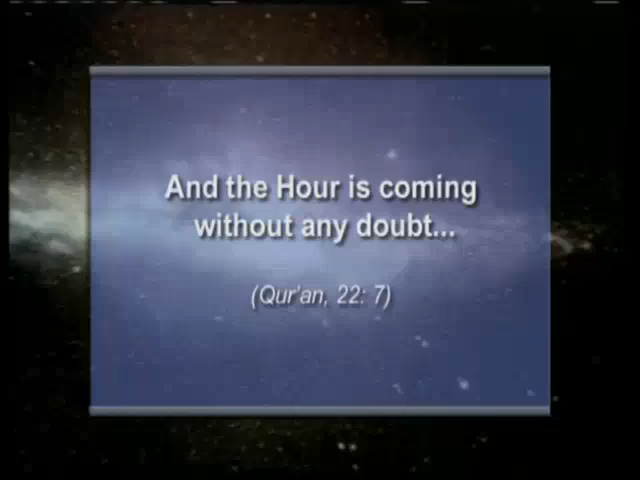 And the Hour is coming
without any doubt...
(Qur'an, 22: 7)